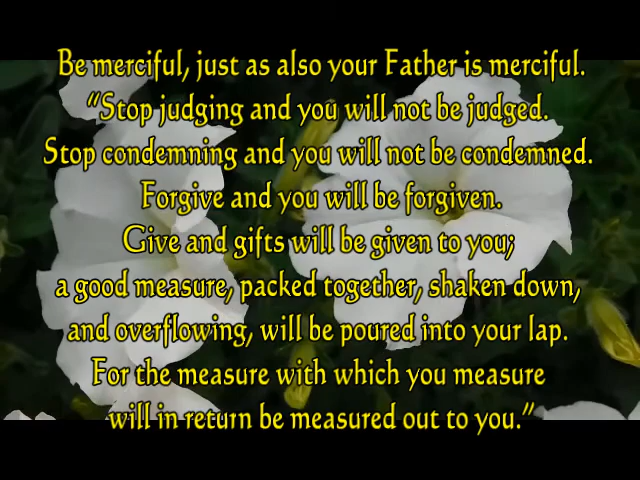 Be merciful, just as also your Father is merciful.
“Stop judging and you will not be judged.
Stop condemning and you will not be condemned.
Forgive and you will be forgiven.
Give and gifts will be given to you;
a good measure, packed together, shaken down,
and overflowing, will be poured into your lap.
For the measure with which you measure
will in return be measured out to you.”